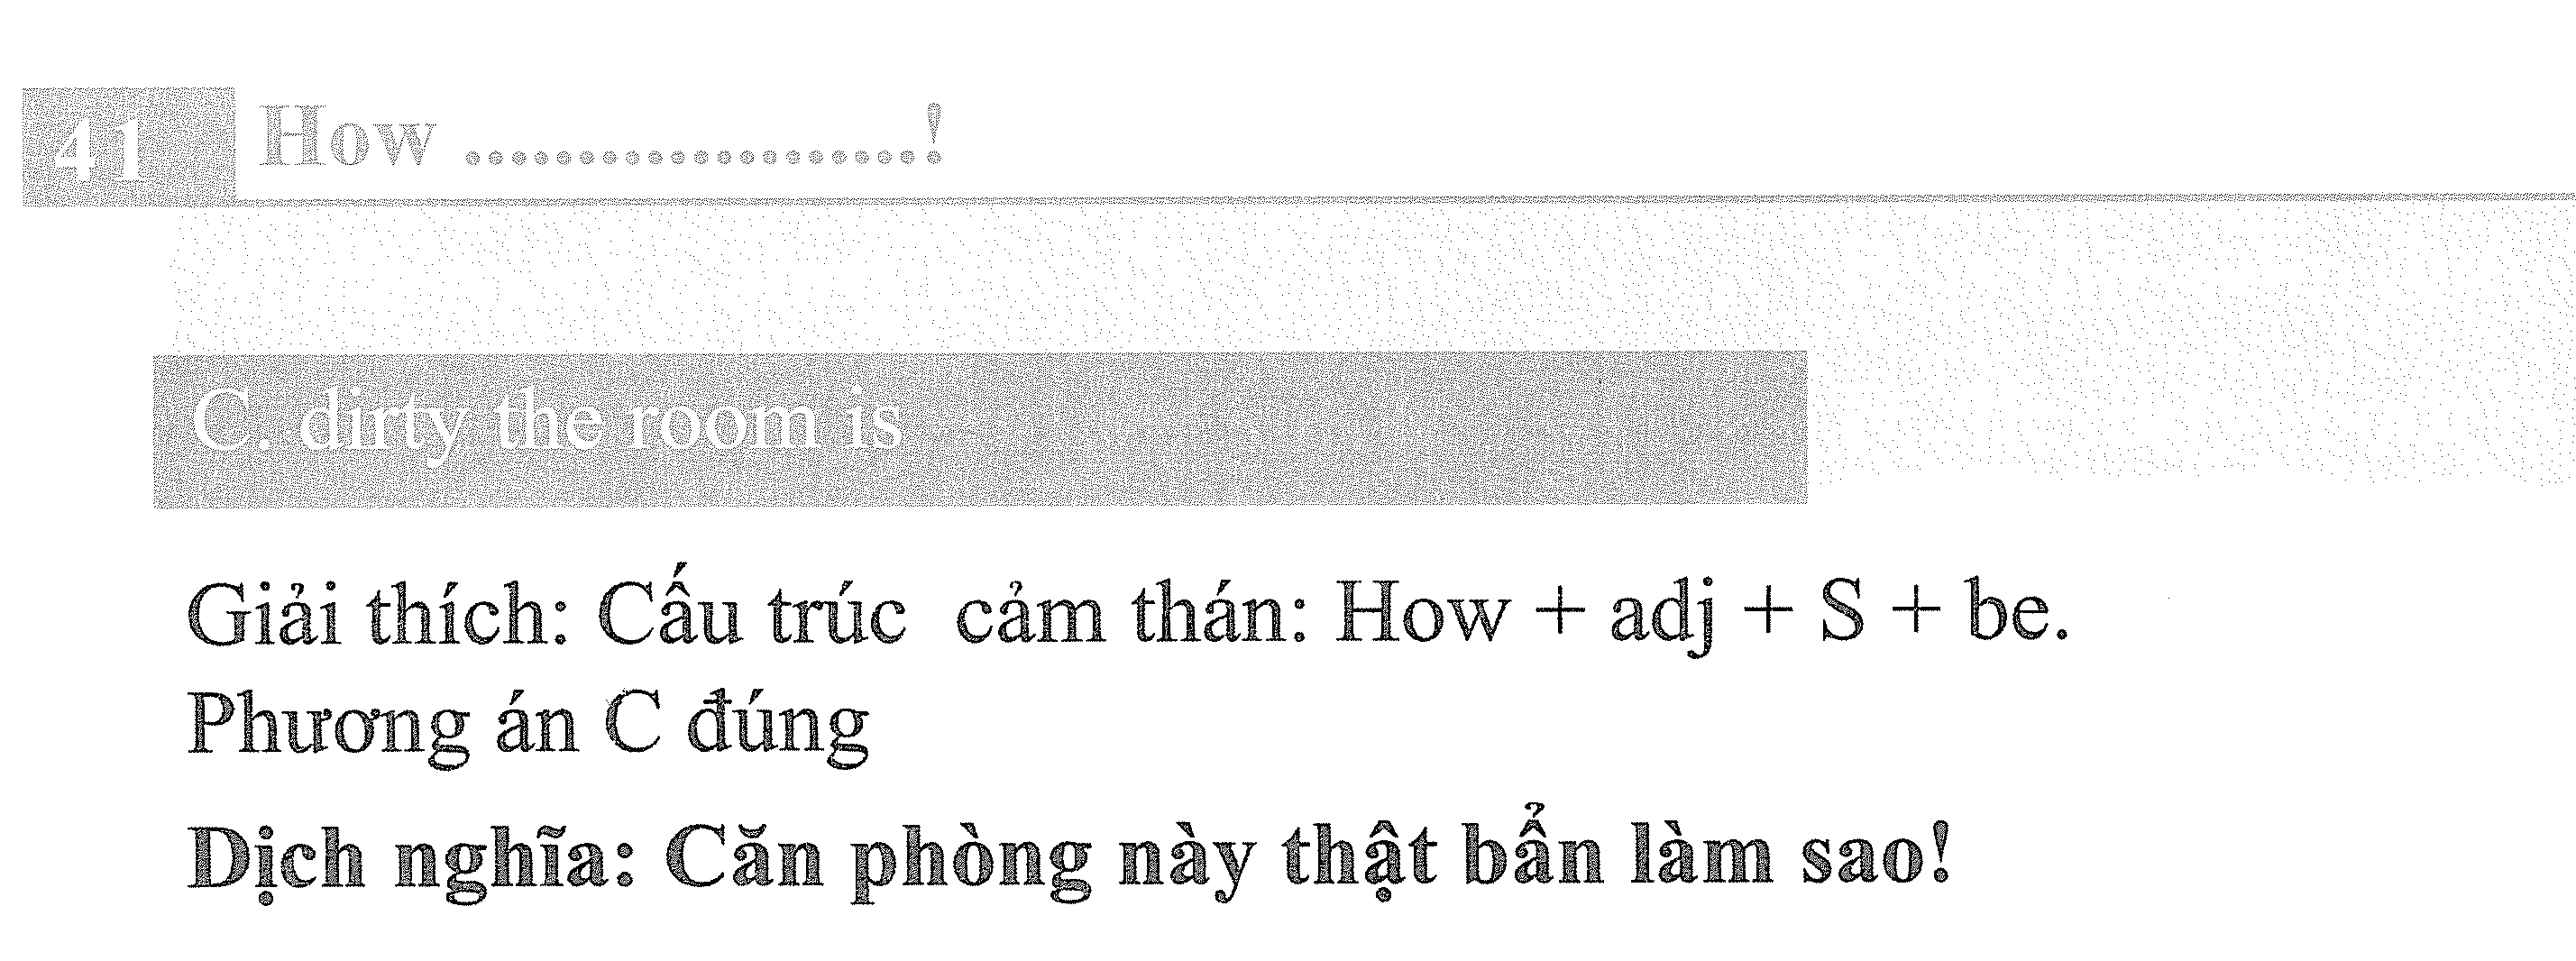 41 How ....................!
C. dirty the room is
Giải thích: Cấu trúc cảm thán: How + adj + S + be.
Phương án C đúng
Dịch nghĩa: Căn phòng này thật bẩn làm sao!